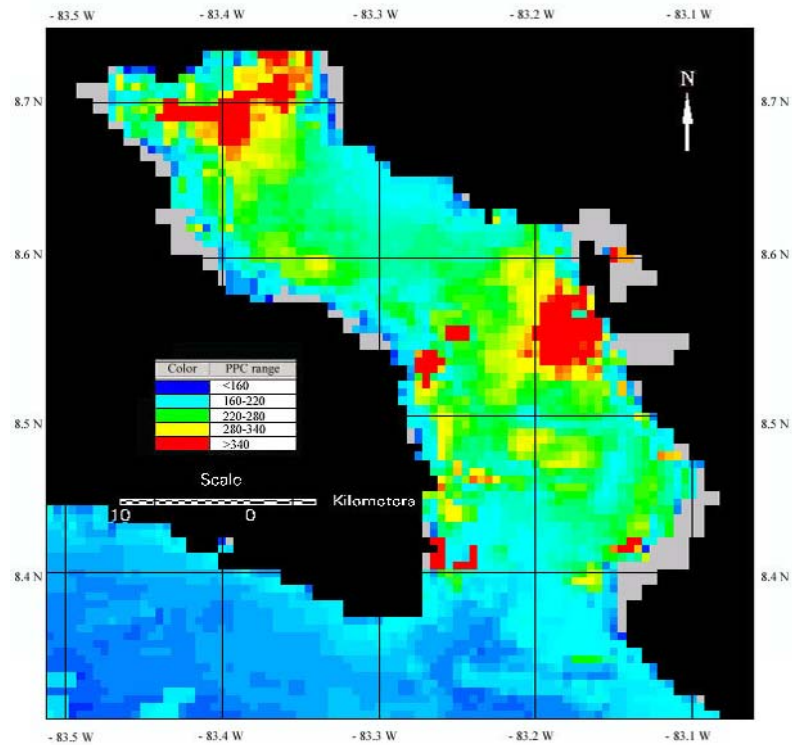 - 83.5 W - 83.4 W - 83.3 W - 83.2 W - 83.1 W
8.7 N 8.7 N
N
8.6 N 8.6 N
Color PPC range
<160
160-220
220-280
280-340
>340
8.5 N 8.5 N
Scale
Kilometers
10 0
8.4 N 8.4 N
- 83.5 W - 83.4 W - 83.3 W - 83.2 W - 83.1 W